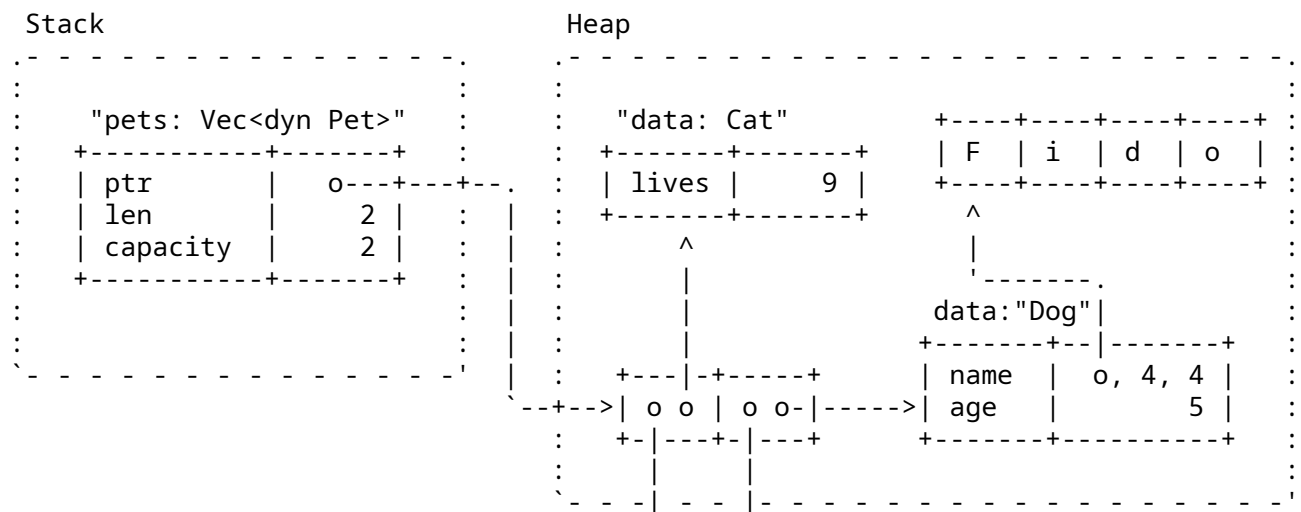 Stack Heap
"pets: Vec<dyn Pet>" "data: Cat"
F i d o
ptr o lives 9
len 2
capacity 2
data:"Dog"
name o, 4, 4
o o o o age 5